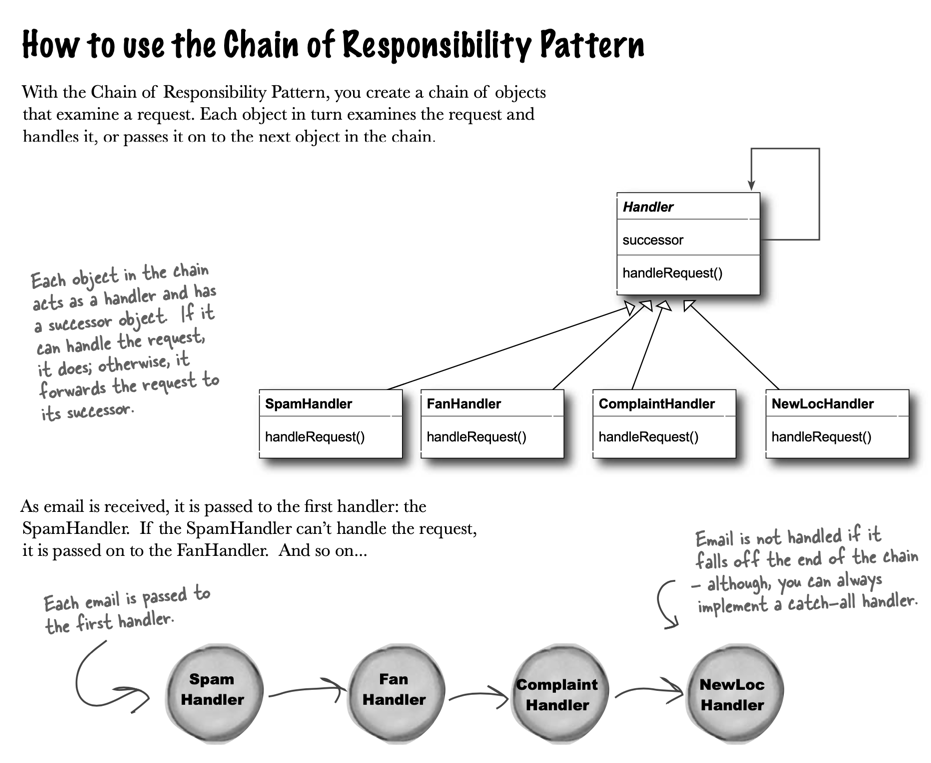 How to use the Chain of Responsibility Pattern
With the Chain of Responsibility Pattern, you create a chain of objects
that examine a request. Each object in turn examines the request and
handles it, or passes it on to the next object in the chain.
Handler
successor
handleRequest()
Each object in the chain
acts as a handler and has
a successor object. If it
can handle the request,
it does; otherwise, it
forwards the request to
its successor.
SpamHandler
handleRequest()
FanHandler
handleRequest()
ComplaintHandler
handleRequest()
NewLocHandler
handleRequest()
As email is received, it is passed to the first handler: the
SpamHandler. If the SpamHandler can’t handle the request,
it is passed on to the FanHandler. And so on...
Each email is passed to
the first handler.
Email is not handled if it
falls off the end of the chain
– although, you can always
implement a catch-all handler.
Spam
Handler
Fan
Handler
Complaint
Handler
NewLoc
Handler